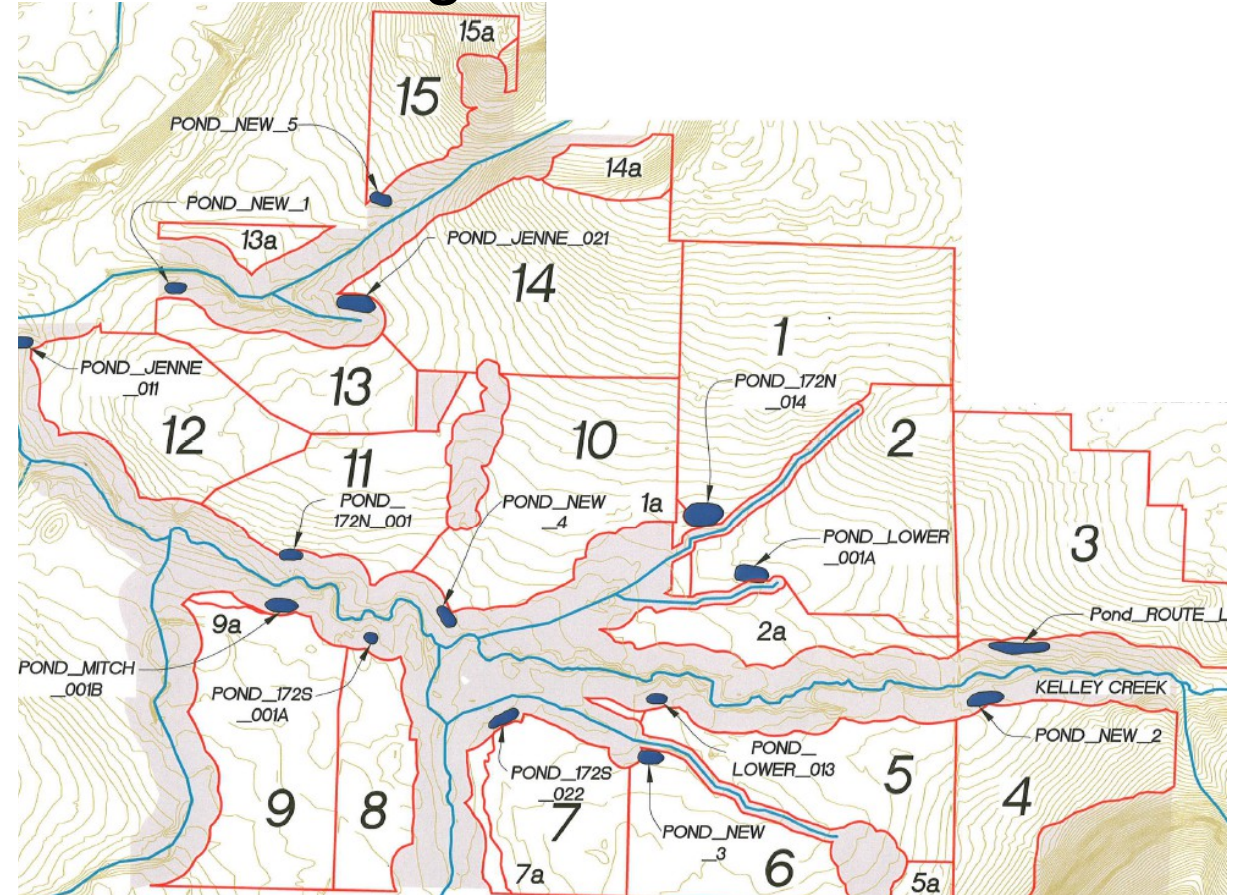 15a
15
POND_NEW_5
14a
POND_NEW_1
13a
POND_JENNE_021
14
1
POND_JENNE
_011
13
POND_172N
_014
12
10
2
11
POND_
172N_001
POND_NEW
_4
1a
POND_LOWER
_001A
3
9a
2a
Pond_ROUTE_L
POND_MITCH
_001B
POND_172S
_001A
KELLEY CREEK
POND_NEW_2
POND_
LOWER_013
POND_172S
_022
5
4
9
8
7
POND_NEW
_3
6
7a
5a